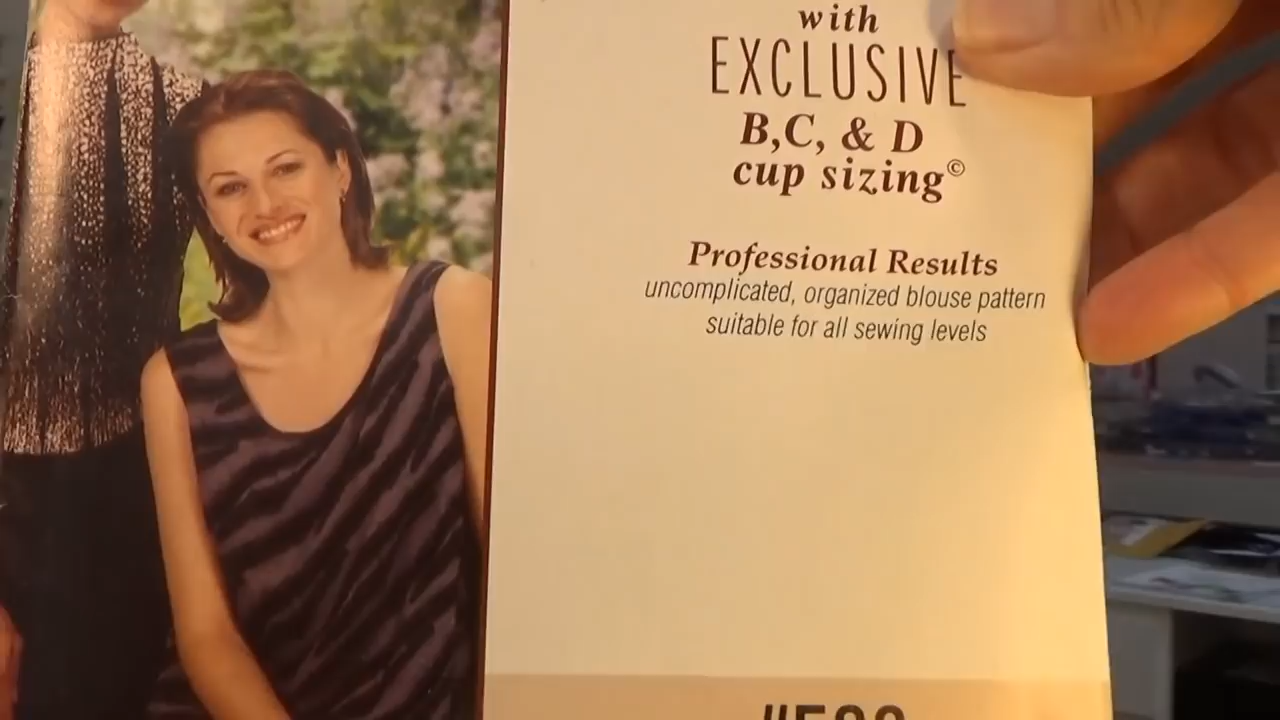 with
EXCLUSIVE
B,C, & D
cup sizing©
Professional Results
uncomplicated, organized blouse pattern
suitable for all sewing levels